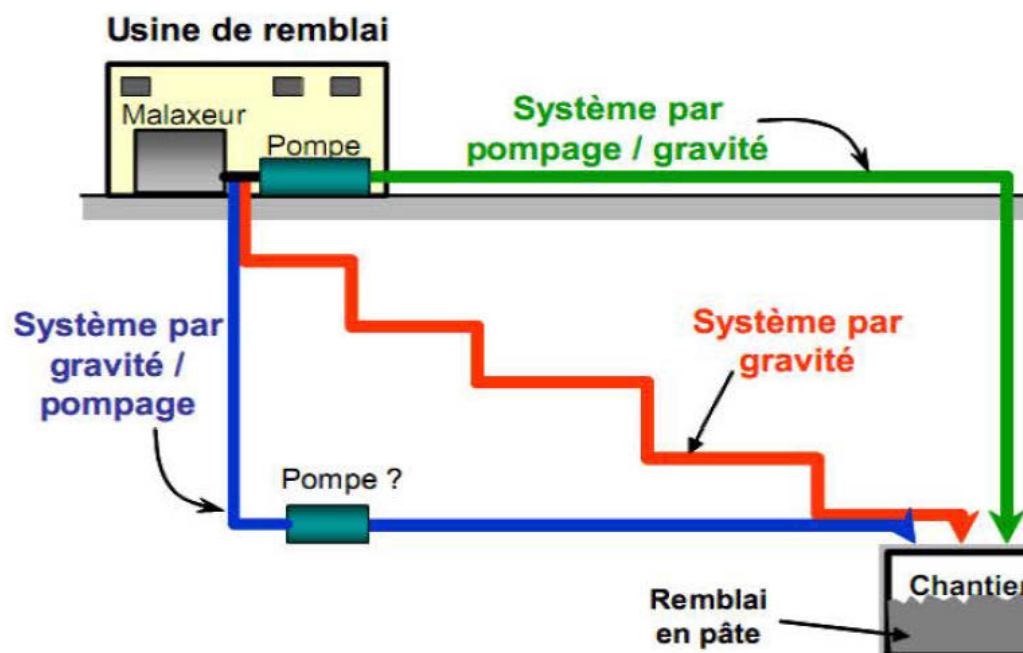 Usine de remblai
Malaxeur
Pompe
Système par
pompage / gravité
Système par
gravité /
pompage
Système par
gravité
Pompe ?
Chantier
Remblai
en pâte